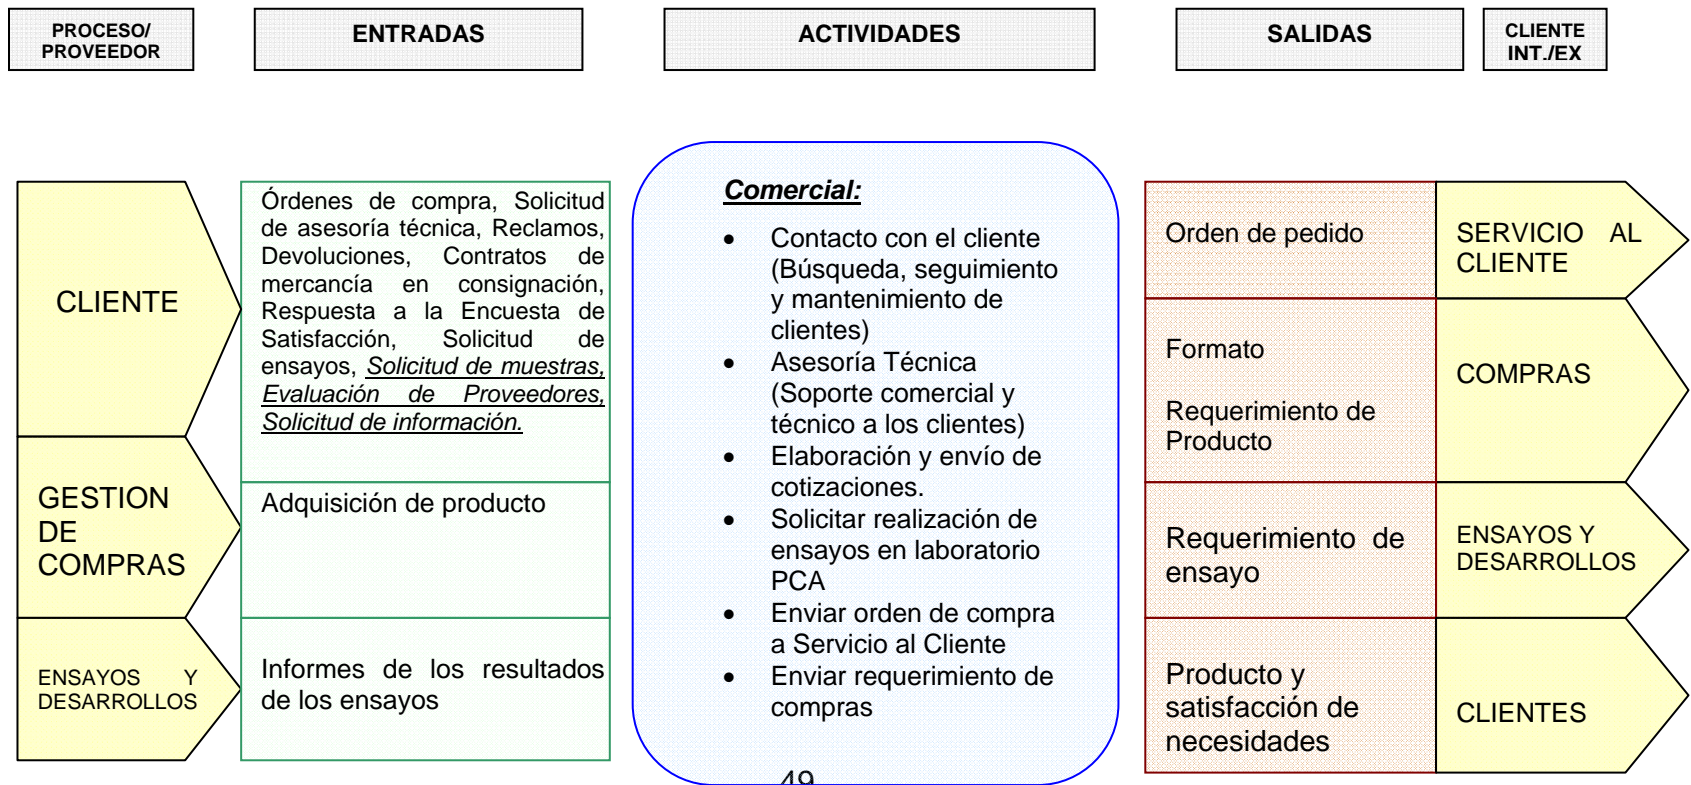 PROCESO/
PROVEEDOR
ENTRADAS
ACTIVIDADES
SALIDAS
CLIENTE
INT./EX
CLIENTE
Órdenes de compra, Solicitud
de asesoría técnica, Reclamos,
Devoluciones, Contratos de
mercancía en consignación,
Respuesta a la Encuesta de
Satisfacción, Solicitud de
ensayos, Solicitud de muestras,
Evaluación de Proveedores,
Solicitud de información.
GESTION
DE
COMPRAS
Adquisición de producto
ENSAYOS Y
DESARROLLOS
Informes de los resultados
de los ensayos
Comercial:
• Contacto con el cliente
(Búsqueda, seguimiento
y mantenimiento de
clientes)
• Asesoría Técnica
(Soporte comercial y
técnico a los clientes)
• Elaboración y envío de
cotizaciones.
• Solicitar realización de
ensayos en laboratorio
PCA
• Enviar orden de compra
a Servicio al Cliente
• Enviar requerimiento de
compras
49
Orden de pedido
SERVICIO AL
CLIENTE
Formato
Requerimiento de
Producto
COMPRAS
Requerimiento de
ensayo
ENSAYOS Y
DESARROLLOS
Producto y
satisfacción de
necesidades
CLIENTES